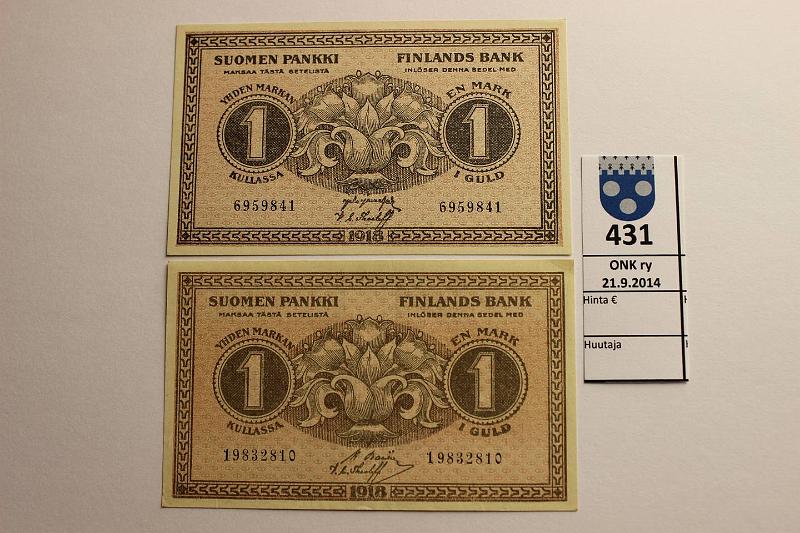 SUOMEN PANKKI FINLANDS BANK
MAKSAA TÄSTÄ SETELISTÄ INLÖSER DENNA SEDEL MED
YHDEN MARKAN EN MARK
1 1
KULLASSA I GULD
6959841 6959841
1918
SUOMEN PANKKI FINLANDS BANK
MAKSAA TÄSTÄ SETELISTÄ INLÖSER DENNA SEDEL MED
YHDEN MARKAN EN MARK
1 1
KULLASSA I GULD
19832810 19832810
1918
431
ONK ry
21.9.2014
Hinta €
Huutaja